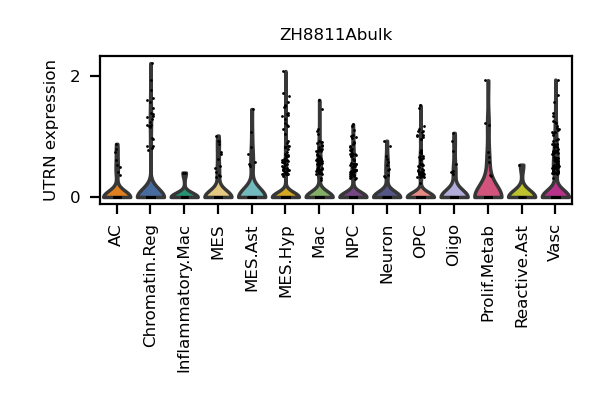 ZH8811Abulk
UTRN expression
2
0
AC
Chromatin.Reg
Inflammatory.Mac
MES
MES.Ast
MES.Hyp
Mac
NPC
Neuron
OPC
Oligo
Prolif.Metab
Reactive.Ast
Vasc